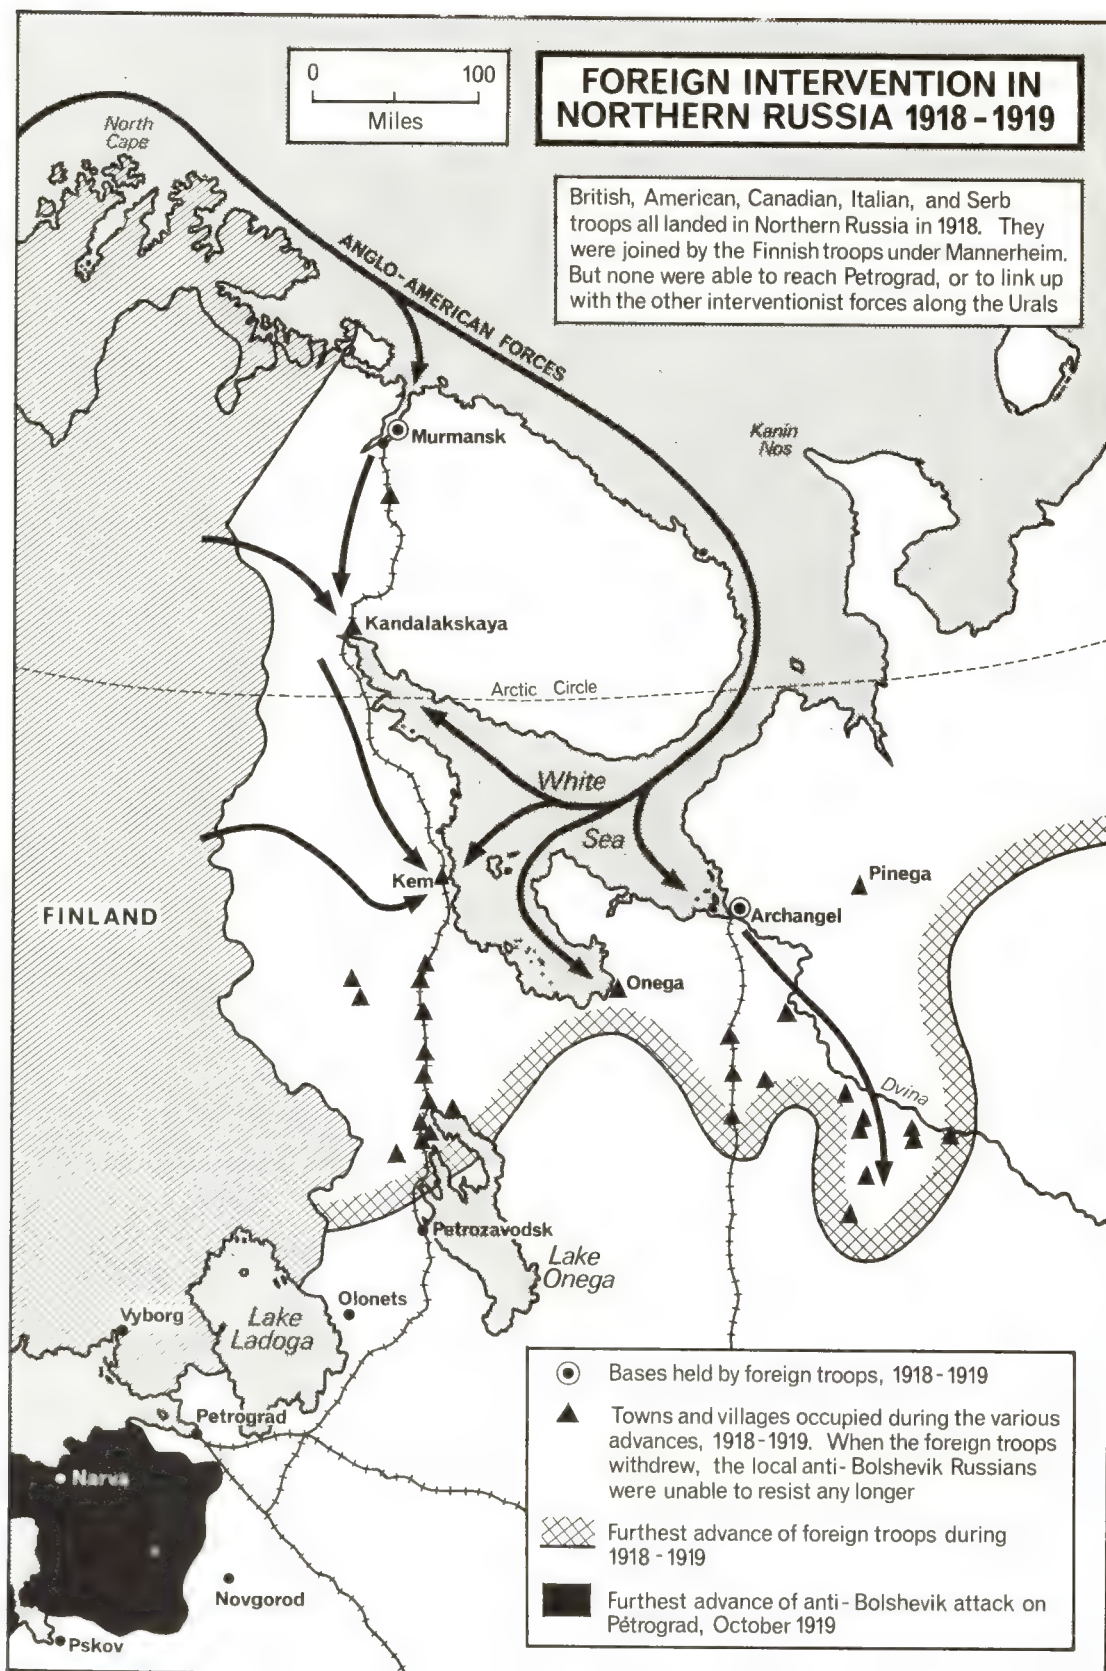 0 100
Miles
FOREIGN INTERVENTION IN
NORTHERN RUSSIA 1918-1919
British, American, Canadian, Italian, and Serb
troops all landed in Northern Russia in 1918. They
were joined by the Finnish troops under Mannerheim.
But none were able to reach Petrograd, or to link up
with the other interventionist forces along the Urals
North
Cape
ANGLO-AMERICAN FORCES
Kanin
Nos
Murmansk
Kandalakskaya
Arctic Circle
White
Sea
Kem
Pinega
FINLAND
Archangel
Onega
Dvina
Petrozavodsk
Lake
Onega
Olonets
Vyborg
Lake
Ladoga
Petrograd
Narva
Novgorod
Pskov
Bases held by foreign troops, 1918-1919
Towns and villages occupied during the various
advances, 1918-1919. When the foreign troops
withdrew, the local anti-Bolshevik Russians
were unable to resist any longer
Furthest advance of foreign troops during
1918-1919
Furthest advance of anti-Bolshevik attack on
Petrograd, October 1919